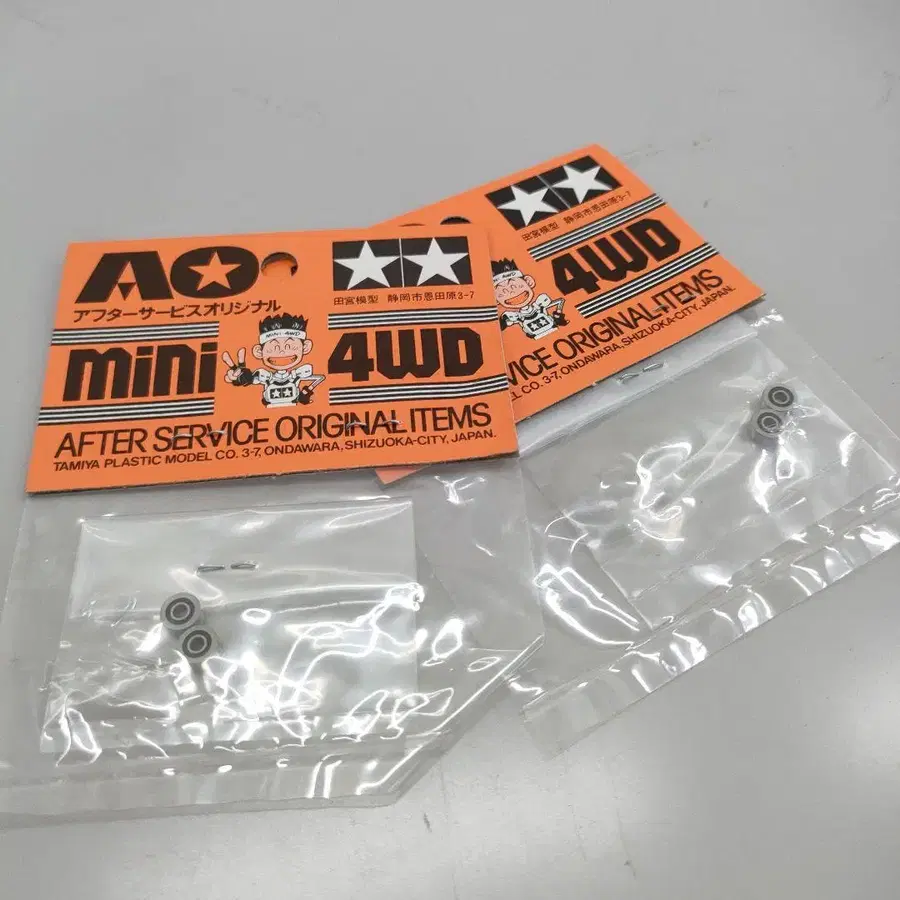 AO
アフターサービスオリジナル
田宮模型 静岡市恩田原3-7
mini 4WD
MINI 4WD
AFTER SERVICE ORIGINAL ITEMS
TAMIYA PLASTIC MODEL CO. 3-7, ONDAWARA, SHIZUOKA-CITY, JAPAN.
田宮模型 静岡市恩田原3-7
4WD
VICE ORIGINAL ITEMS
MODEL CO. 3-7, ONDAWARA, SHIZUOKA-CITY, JAPAN.